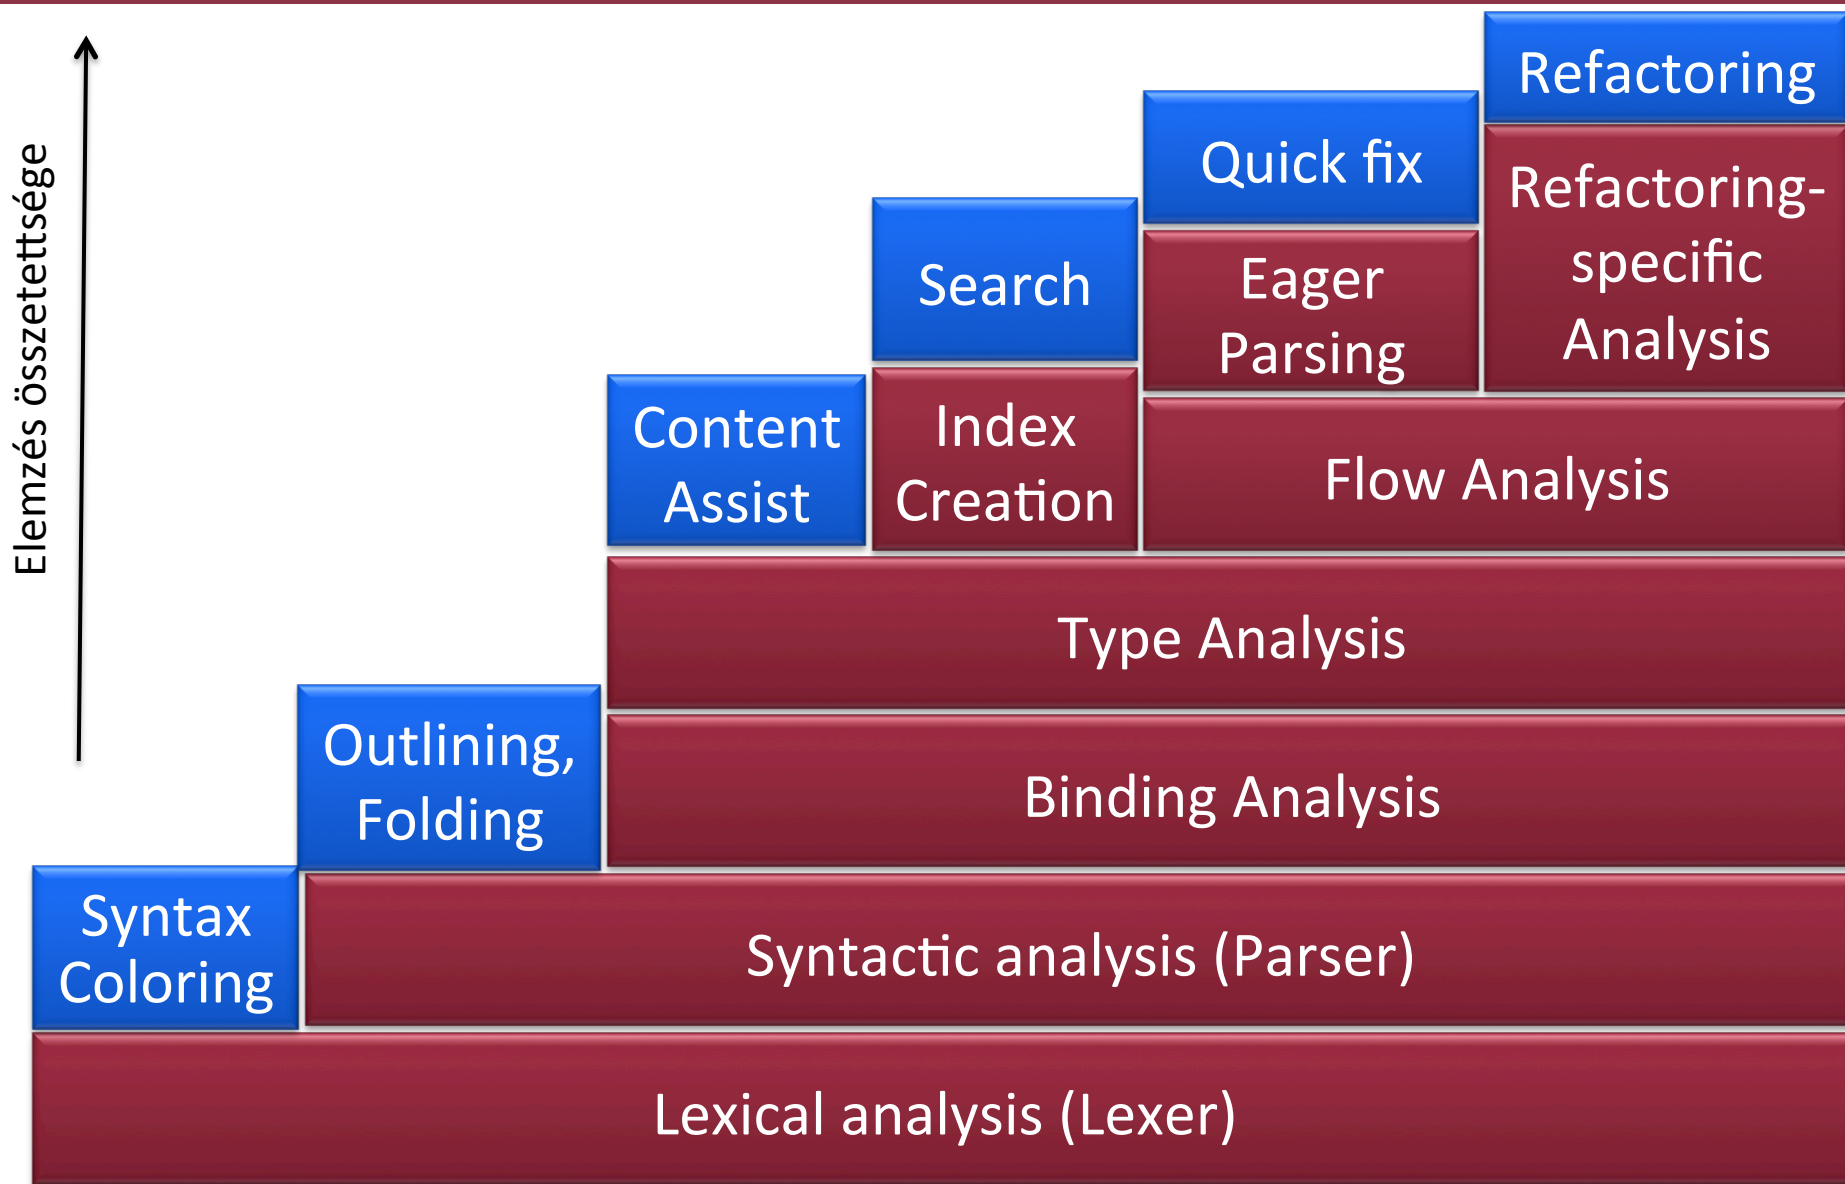 Elemzés összetettsége
Refactoring
Quick fix
Refactoring-
specific
Analysis
Search
Eager
Parsing
Content
Assist
Index
Creation
Flow Analysis
Type Analysis
Outlining,
Folding
Binding Analysis
Syntax
Coloring
Syntactic analysis (Parser)
Lexical analysis (Lexer)